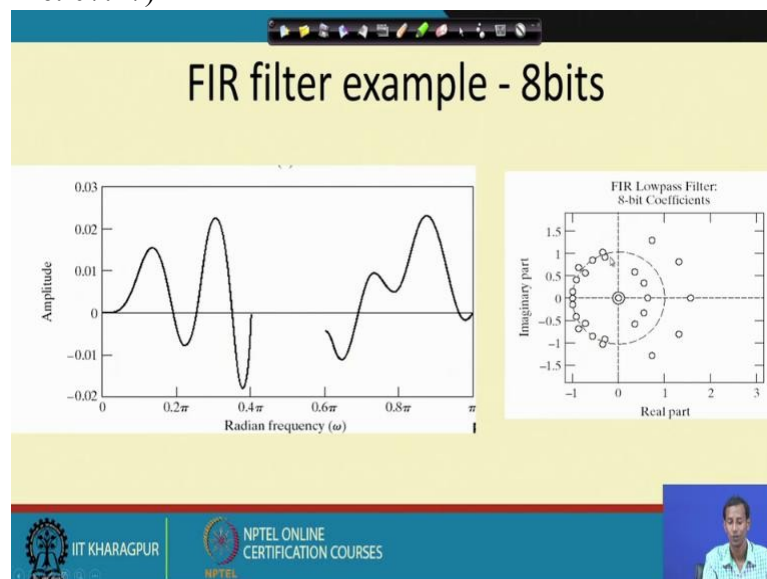 FIR filter example - 8bits
0.03
0.02
0.01
0
−0.01
−0.02
Amplitude
0
0.2π
0.4π
0.6π
0.8π
π
Radian frequency (ω)
FIR Lowpass Filter:
8-bit Coefficients
1.5
1
0.5
0
−0.5
−1
−1.5
Imaginary part
−1
0
1
2
3
Real part
IIT KHARAGPUR
NPTEL
NPTEL ONLINE
CERTIFICATION COURSES